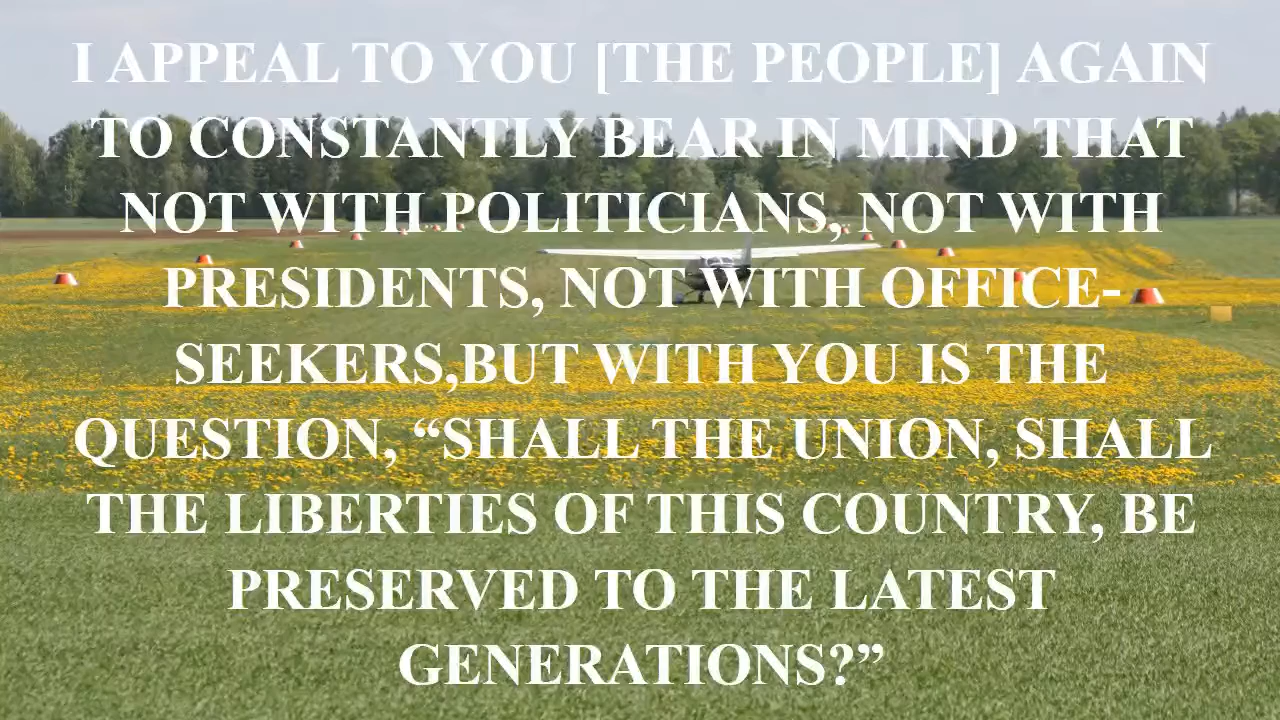 I APPEAL TO YOU [THE PEOPLE] AGAIN
TO CONSTANTLY BEAR IN MIND THAT
NOT WITH POLITICIANS, NOT WITH
PRESIDENTS, NOT WITH OFFICE-
SEEKERS,BUT WITH YOU IS THE
QUESTION, “SHALL THE UNION, SHALL
THE LIBERTIES OF THIS COUNTRY, BE
PRESERVED TO THE LATEST
GENERATIONS?”